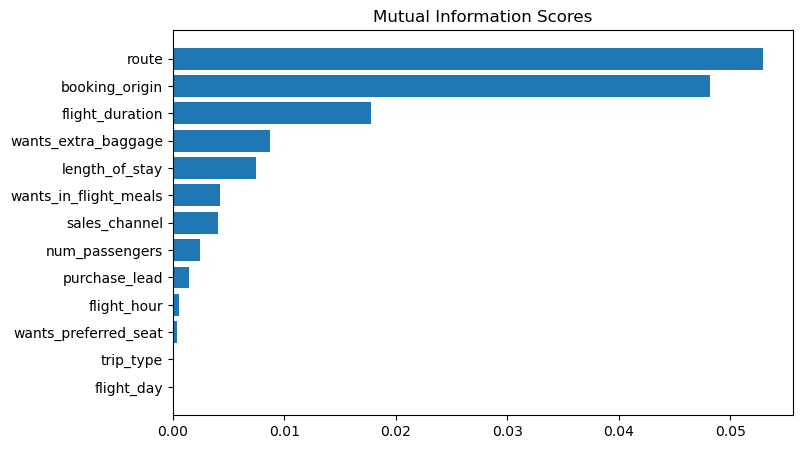 Mutual Information Scores
route
booking_origin
flight_duration
wants_extra_baggage
length_of_stay
wants_in_flight_meals
sales_channel
num_passengers
purchase_lead
flight_hour
wants_preferred_seat
trip_type
flight_day
0.00 0.01 0.02 0.03 0.04 0.05